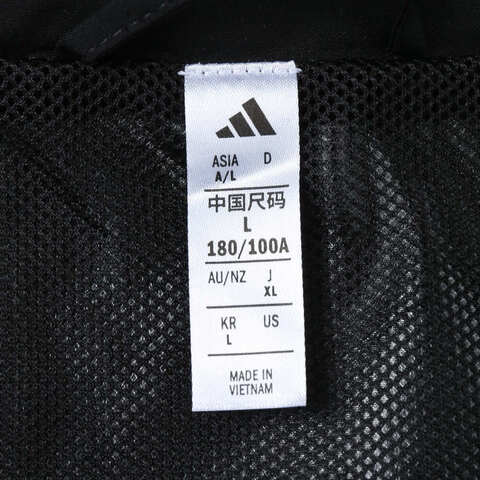 ASIA D
A/L
中国尺码
L
180/100A
AU/NZ J
XL
KR US
L
MADE IN
VIETNAM